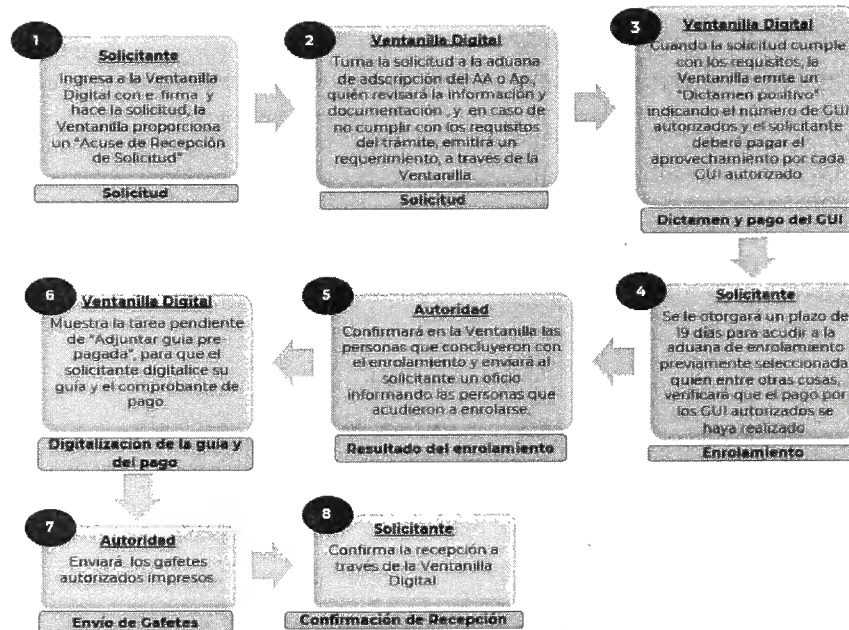 1
Solicitante
Ingresa a la Ventanilla
Digital con e. firma y
hace la solicitud, la
Ventanilla proporciona
un "Acuse de Recepción
de Solicitud"
Solicitud
2
Ventanilla Digital
Turna la solicitud a la aduana
de adscripción del AA o Ap.,
quién revisará la información y
documentación , y en caso de
no cumplir con los requisitos
del trámite, emitirá un
requerimiento, a través de la
Ventanilla.
Solicitud
3
Ventanilla Digital
Cuando la solicitud cumple
con los requisitos, la
Ventanilla emite un
"Dictamen positivo"
indicando el número de GUI
autorizados y el solicitante
deberá pagar el
aprovechamiento por cada
GUI autorizado
Dictamen y pago del GUI
4
Solicitante
Se le otorgará un plazo de
19 días para acudir a la
aduana de enrolamiento
previamente seleccionada,
quien entre otras cosas,
verificará que el pago por
los GUI autorizados se
haya realizado
Enrolamiento
5
Autoridad
Confirmará en la Ventanilla las
personas que concluyeron con
el enrolamiento y enviará al
solicitante un oficio
informando las personas que
acudieron a enrolarse.
Resultado del enrolamiento
6
Ventanilla Digital
Muestra la tarea pendiente
de "Adjuntar guía pre-
pagada", para que el
solicitante digitalice su
guía y el comprobante de
pago
Digitalización de la guía y
del pago
7
Autoridad
Enviará los gafetes
autorizados impresos.
Envío de Gafetes
8
Solicitante
Confirma la recepción a
través de la Ventanilla
Digital
Confirmación de Recepción